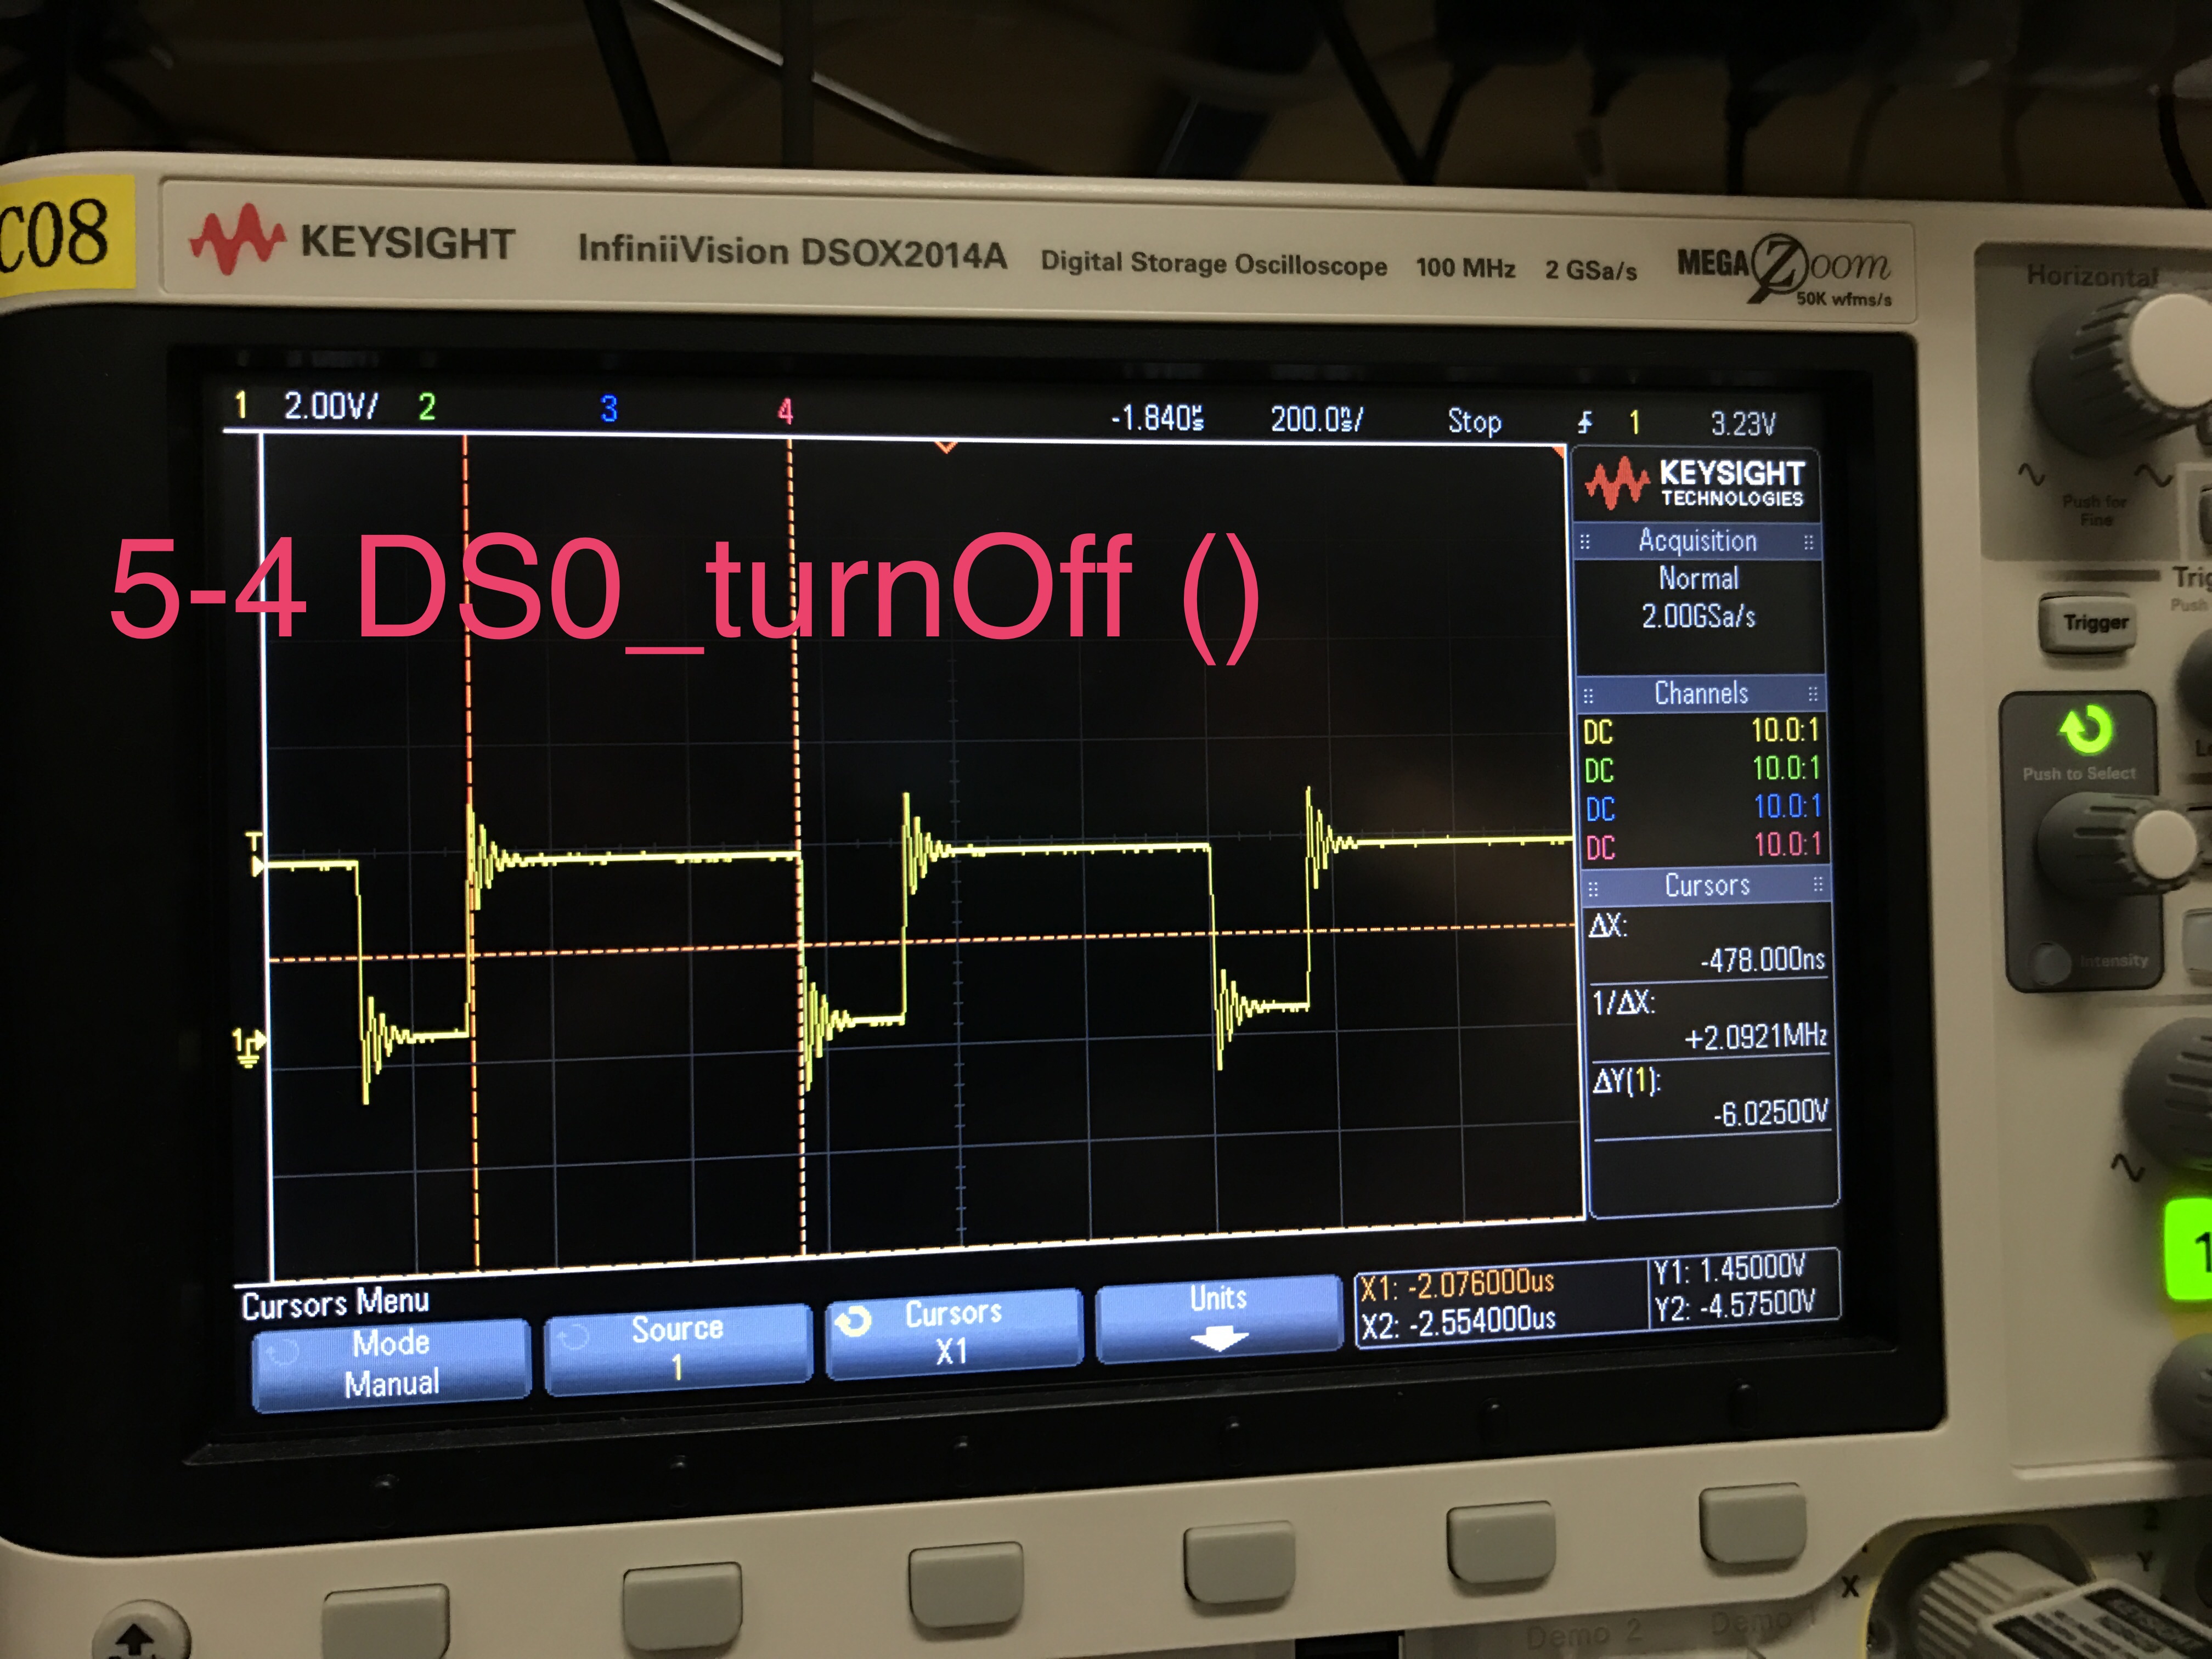 C08
KEYSIGHT InfiniiVision DSOX2014A Digital Storage Oscilloscope 100 MHz 2 GSa/s MEGA Zoom
50K wfms/s
Horizontal
Push for
Fine
1 2.00V/ 2 3 4 -1.840us 200.0ns/ Stop 1 3.23V
KEYSIGHT
TECHNOLOGIES
Acquisition
Normal
2.00GSa/s
5-4 DS0_turnOff ()
Trigger
Push
Channels
DC 10.0:1
DC 10.0:1
DC 10.0:1
DC 10.0:1
Push to Select
Intensity
T
1
Cursors
ΔX:
-478.000ns
1/ΔX:
+2.0921MHz
ΔY(1):
-6.02500V
1
Cursors Menu
Mode
Manual
Source
1
Cursors
X1
Units
X1: -2.076000us
X2: -2.554000us
Y1: 1.45000V
Y2: -4.57500V
X
Y
Demo 2
Demo 1